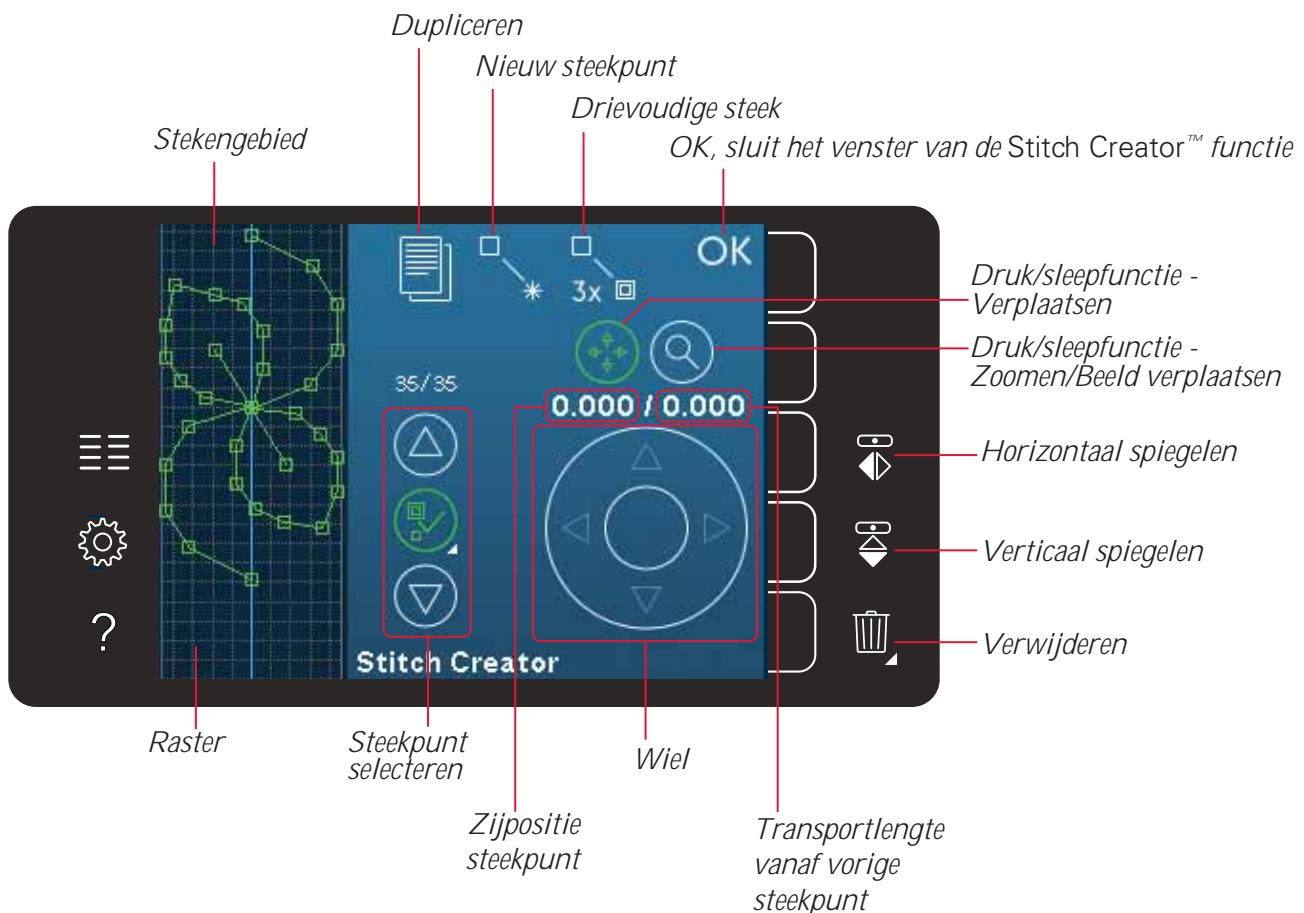 Dupliceren
Nieuw steekpunt
Drievoudige steek
Stekengebied
OK, sluit het venster van de Stitch Creator™ functie
OK
3x
Druk/sleepfunctie -
Verplaatsen
Druk/sleepfunctie -
Zoomen/Beeld verplaatsen
35/35
0.000 / 0.000
Horizontaal spiegelen
Verticaal spiegelen
?
Verwijderen
Stitch Creator
Raster
Steekpunt
selecteren
Wiel
Zijpositie
steekpunt
Transportlengte
vanaf vorige
steekpunt